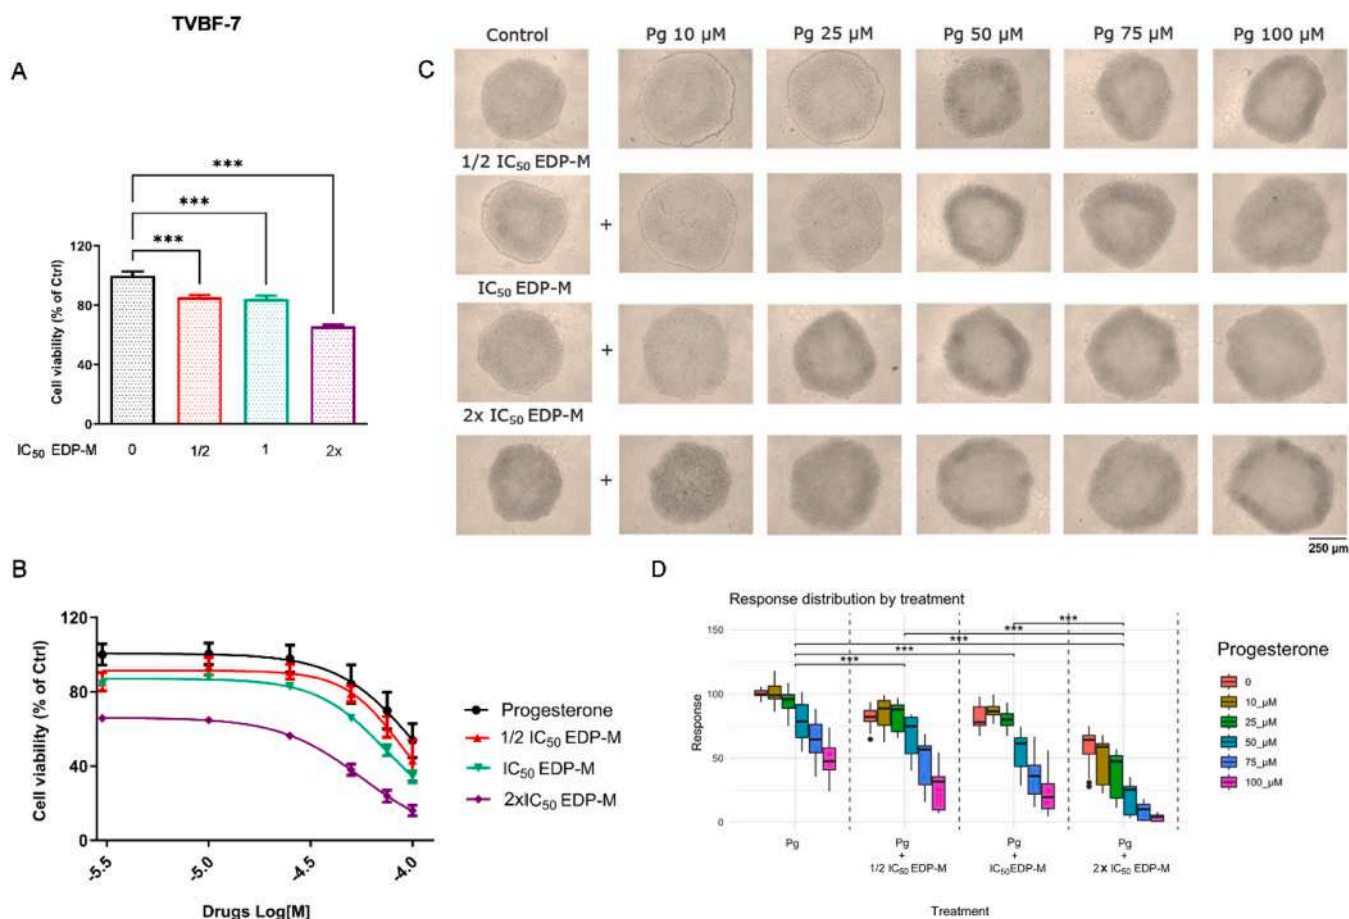 TVBF-7
A
***
***
***
120
80
40
0
Cell viability (% of Ctrl)
IC50 EDP-M 0 1/2 1 2x
C
Control Pg 10 µM Pg 25 µM Pg 50 µM Pg 75 µM Pg 100 µM
1/2 IC50 EDP-M
+
IC50 EDP-M
+
2x IC50 EDP-M
+
250 µm
B
120
80
40
0
Cell viability (% of Ctrl)
-5.5 -5.0 -4.5 -4.0
Drugs Log[M]
Progesterone
1/2 IC50 EDP-M
IC50 EDP-M
2xIC50 EDP-M
D
Response distribution by treatment
150
100
50
0
Response
***
***
***
***
***
Pg
Pg
+
1/2 IC50 EDP-M
Pg
+
IC50EDP-M
Pg
+
2x IC50 EDP-M
Treatment
Progesterone
0
10_µM
25_µM
50_µM
75_µM
100_µM